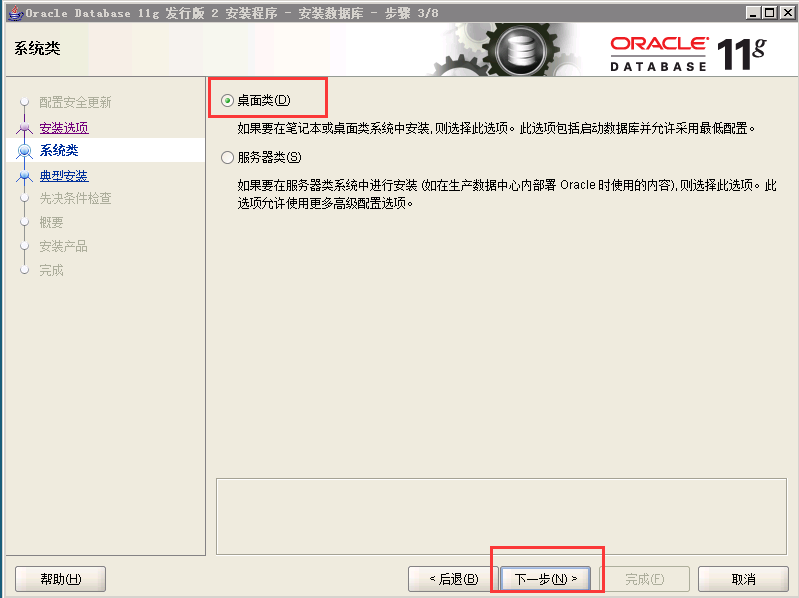 Oracle Database 11g 发行版 2 安装程序 - 安装数据库 - 步骤 3/8
系统类
ORACLE
DATABASE
11g
配置安全更新
安装选项
系统类
典型安装
先决条件检查
概要
安装产品
完成
桌面类(D)
如果要在笔记本或桌面类系统中安装,则选择此选项。此选项包括启动数据库并允许采用最低配置。
服务器类(S)
如果要在服务器类系统中进行安装 (如在生产数据中心内部署 Oracle 时使用的内容),则选择此选项。此
选项允许使用更多高级配置选项。
帮助(H)
< 后退(B)
下一步(N) >
完成(F)
取消